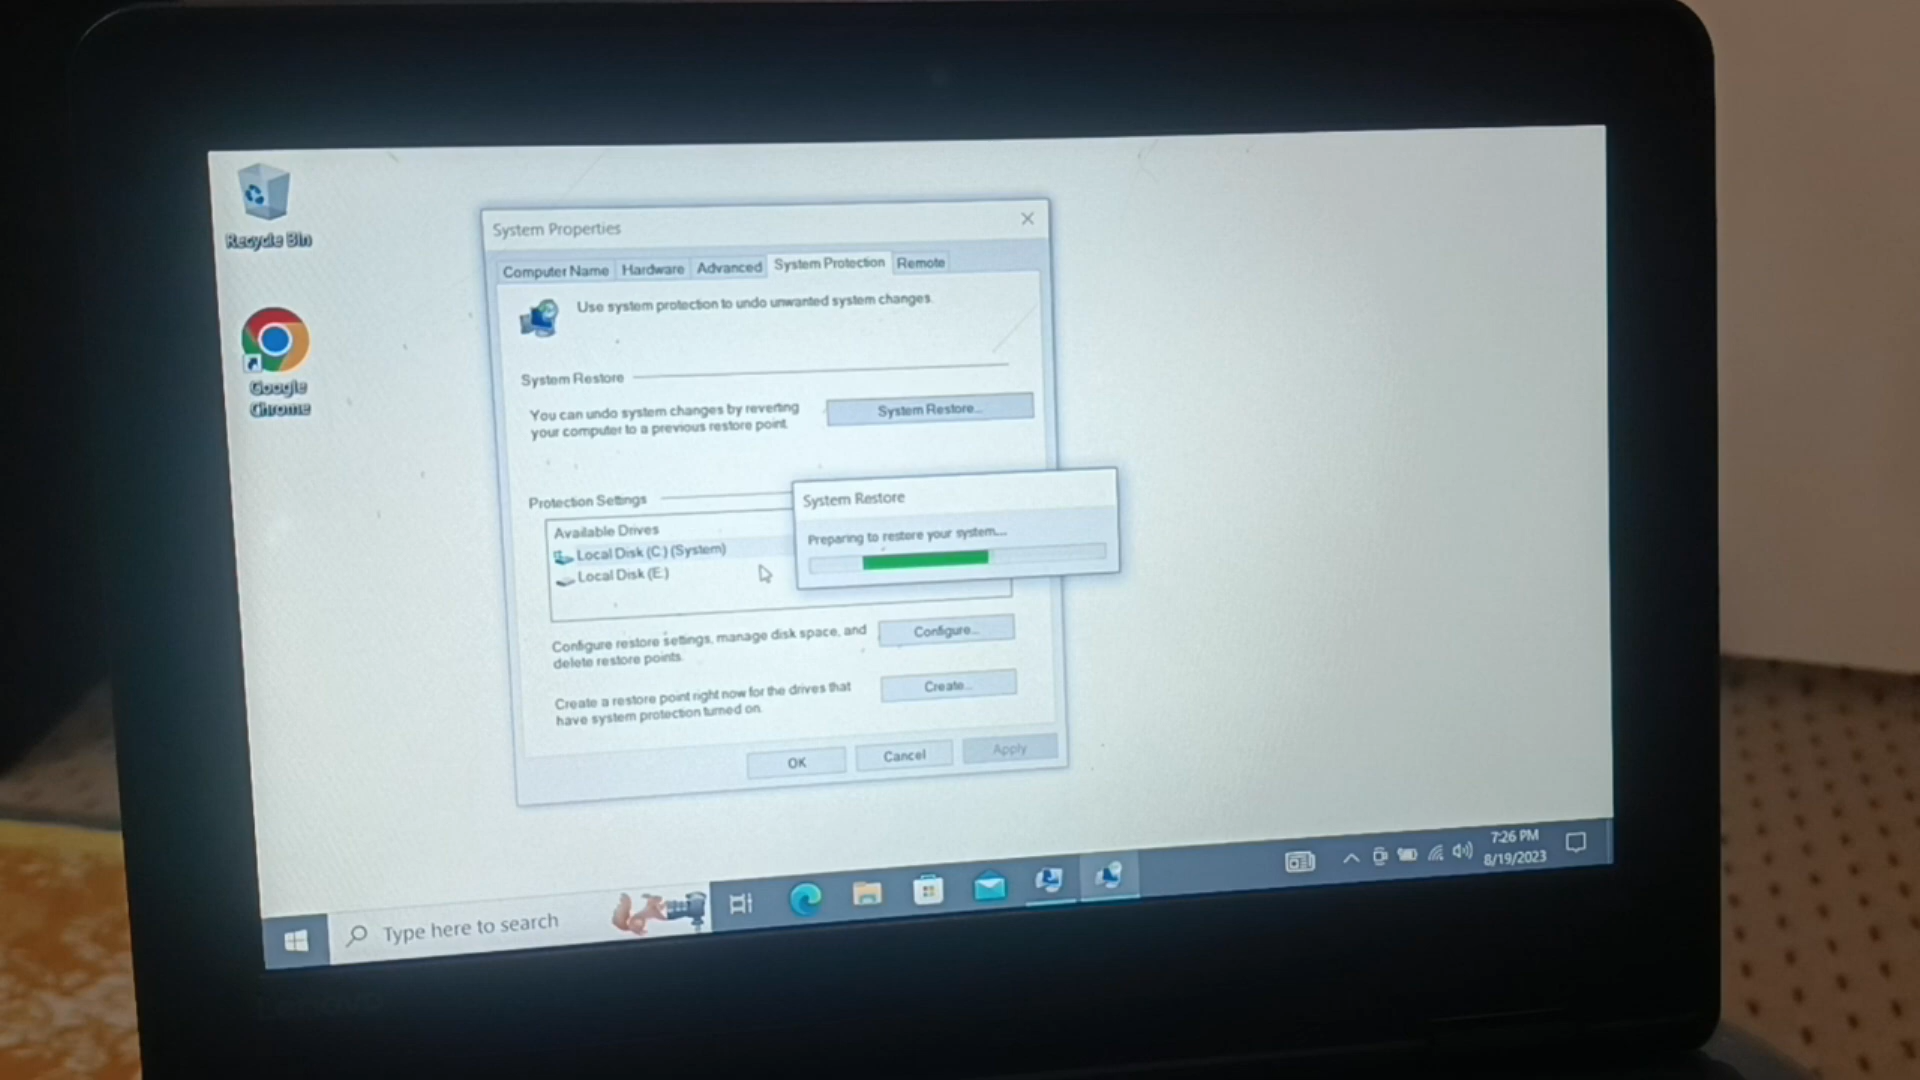 Recycle Bin
Google
Chrome
System Properties
Computer Name
Hardware
Advanced
System Protection
Remote
Use system protection to undo unwanted system changes.
System Restore
You can undo system changes by reverting
your computer to a previous restore point.
System Restore...
Protection Settings
Available Drives
Local Disk (C:) (System)
Local Disk (E:)
System Restore
Preparing to restore your system...
Configure restore settings, manage disk space, and
delete restore points.
Configure...
Create a restore point right now for the drives that
have system protection turned on.
Create...
OK
Cancel
Apply
Type here to search
7:26 PM
8/19/2023